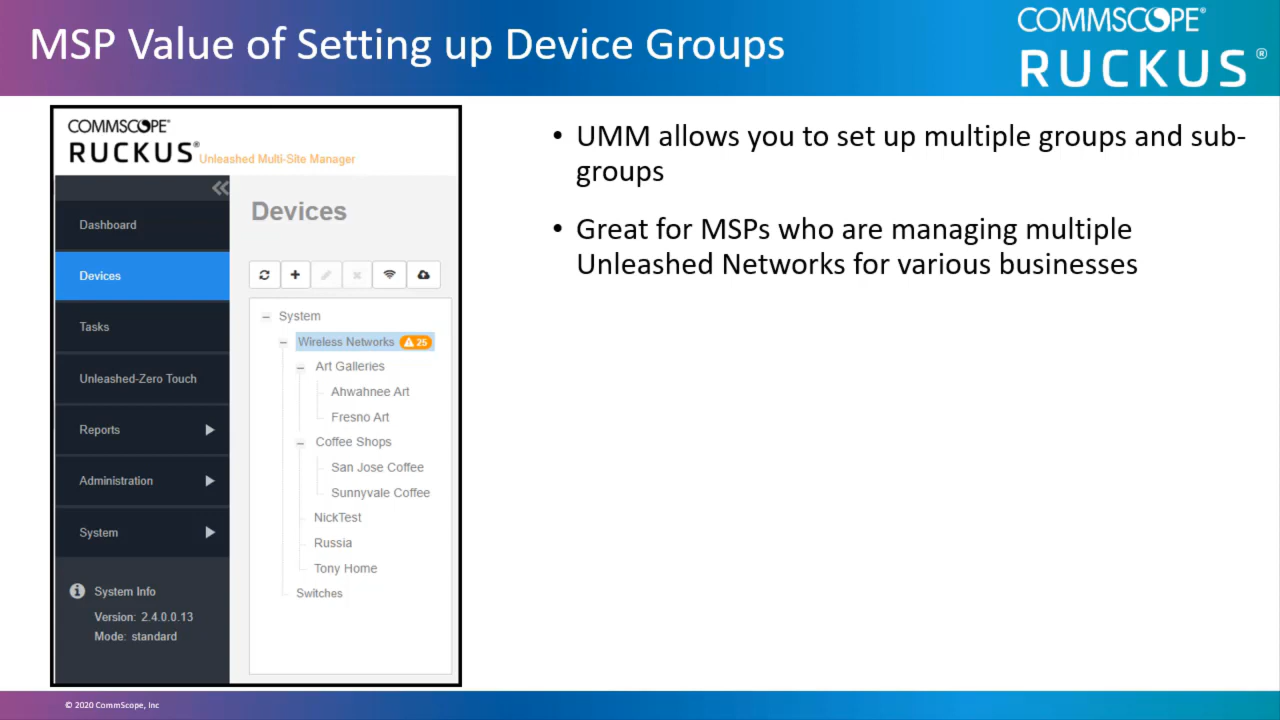 MSP Value of Setting up Device Groups
COMMSCOPE®
RUCKUS®
COMMSCOPE®
RUCKUS® Unleashed Multi-Site Manager
Dashboard
Devices
Tasks
Unleashed-Zero Touch
Reports
Administration
System
System Info
Version: 2.4.0.0.13
Mode: standard
Devices
System
Wireless Networks 25
Art Galleries
Ahwahnee Art
Fresno Art
Coffee Shops
San Jose Coffee
Sunnyvale Coffee
NickTest
Russia
Tony Home
Switches
• UMM allows you to set up multiple groups and sub-
groups
• Great for MSPs who are managing multiple
Unleashed Networks for various businesses
© 2020 CommScope, Inc